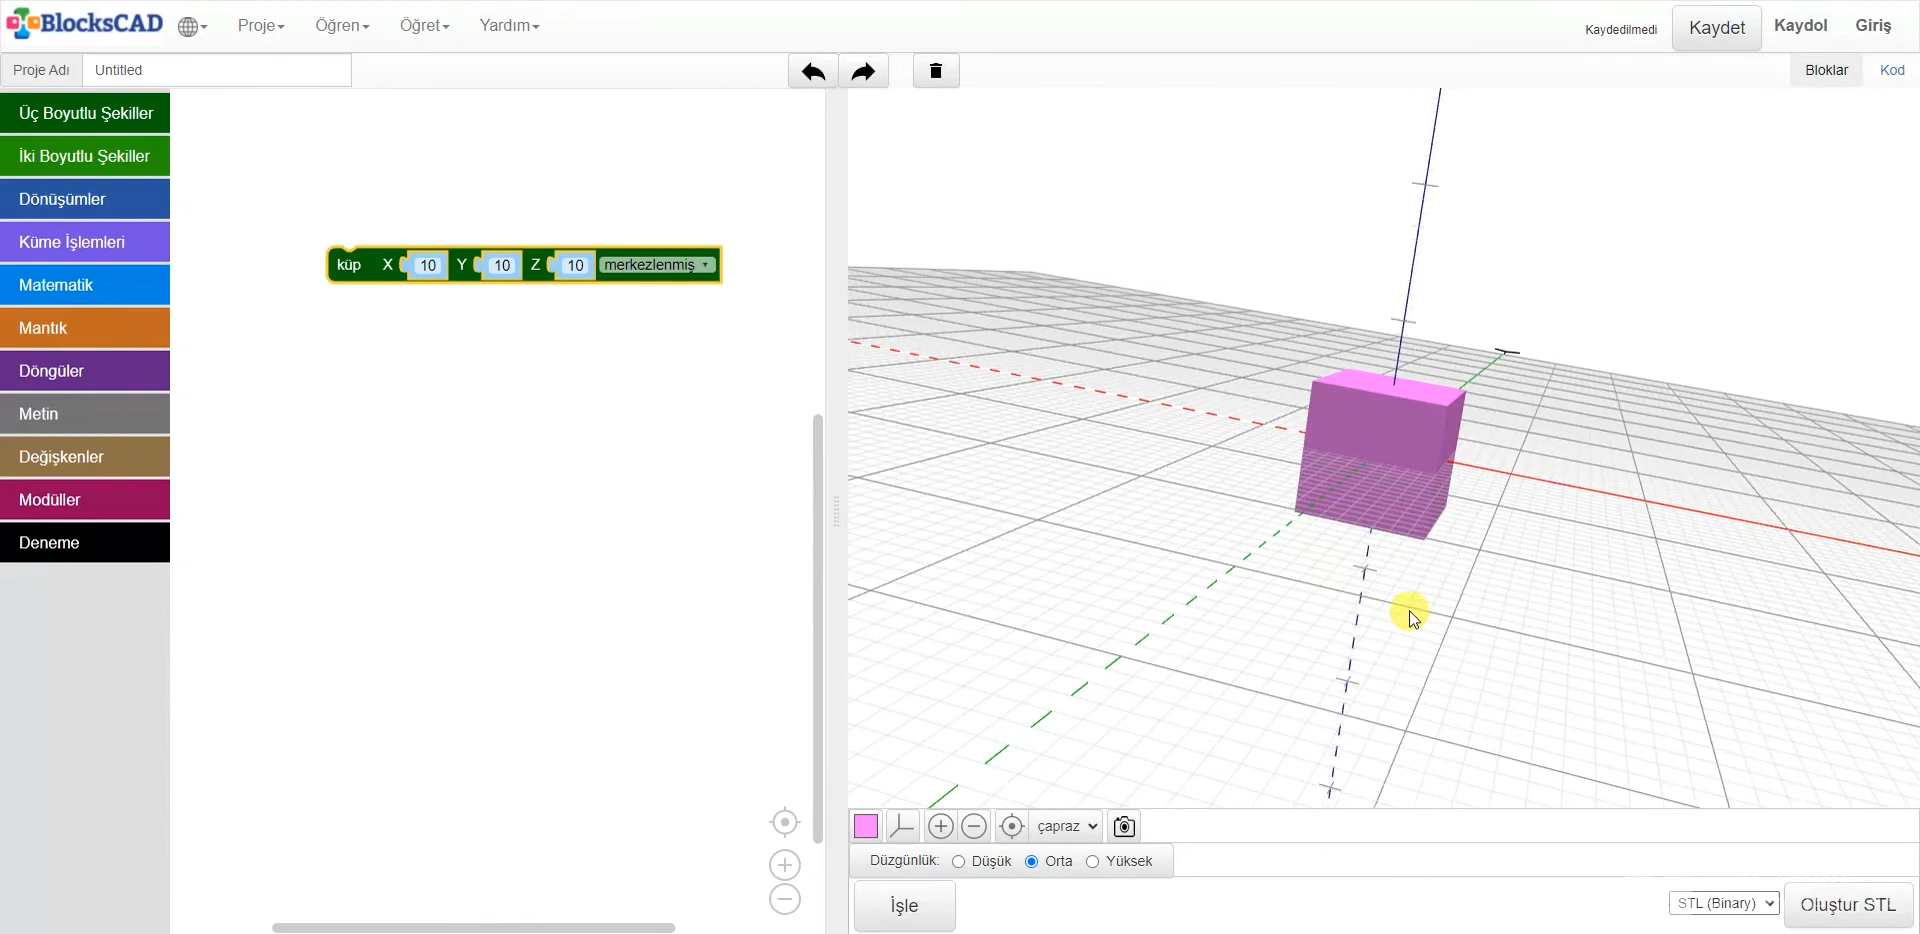 BlocksCAD
Proje
Öğren
Öğret
Yardım
Kaydedilmedi
Kaydet
Kaydol
Giriş
Proje Adı
Untitled
Bloklar
Kod
Üç Boyutlu Şekiller
İki Boyutlu Şekiller
Dönüşümler
Küme İşlemleri
Matematik
Mantık
Döngüler
Metin
Değişkenler
Modüller
Deneme
küp X 10 Y 10 Z 10 merkezlenmiş
çapraz
Düzgünlük: Düşük Orta Yüksek
İşle
STL (Binary)
Oluştur STL